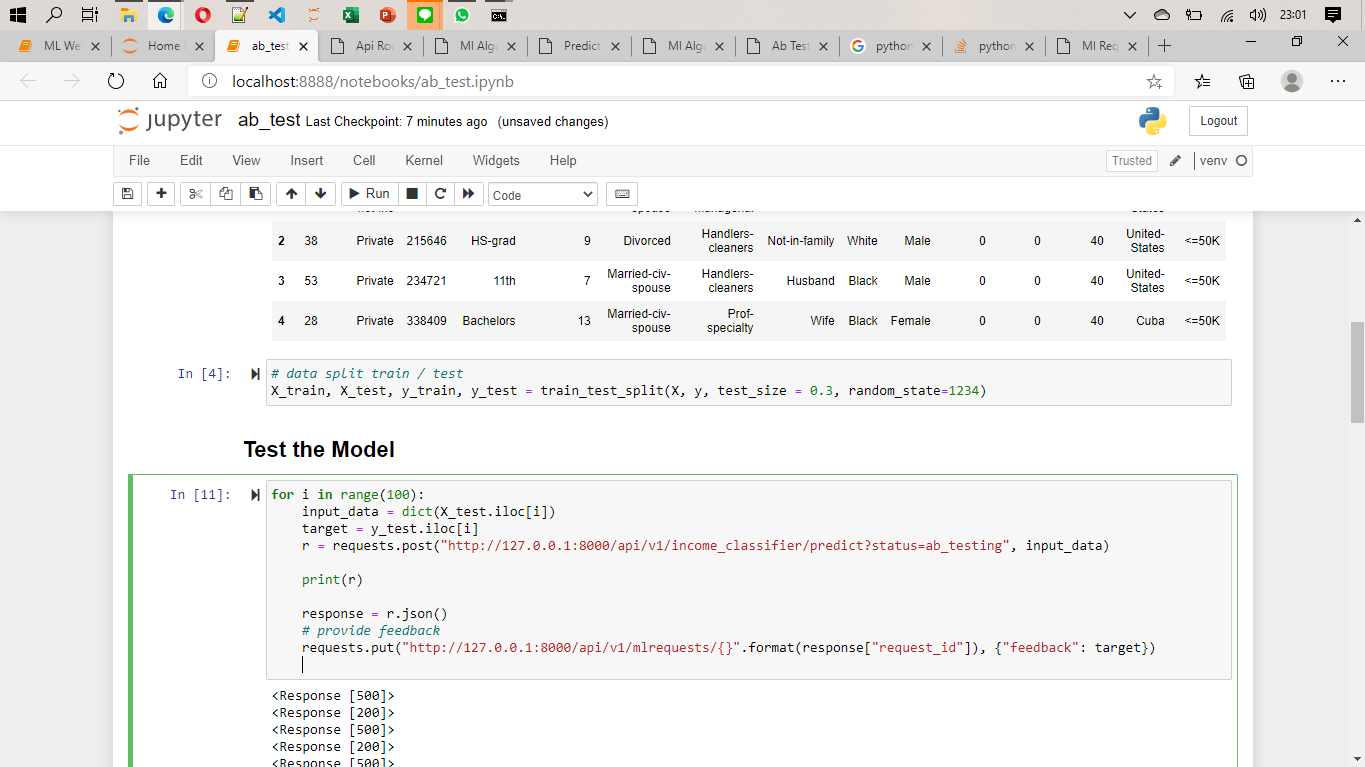 23:01
ML We
Home
ab_test
Api Roo
Ml Algo
Predict
Ml Algo
Ab Test
python
python
Ml Req
localhost:8888/notebooks/ab_test.ipynb
jupyter ab_test Last Checkpoint: 7 minutes ago (unsaved changes)
Logout
File Edit View Insert Cell Kernel Widgets Help
Trusted venv
Run Code
2 38 Private 215646 HS-grad 9 Divorced Handlers-cleaners Not-in-family White Male 0 0 40 United-States <=50K
3 53 Private 234721 11th 7 Married-civ-spouse Handlers-cleaners Husband Black Male 0 0 40 United-States <=50K
4 28 Private 338409 Bachelors 13 Married-civ-spouse Prof-specialty Wife Black Female 0 0 40 Cuba <=50K
In [4]:
# data split train / test
X_train, X_test, y_train, y_test = train_test_split(X, y, test_size = 0.3, random_state=1234)
Test the Model
In [11]:
for i in range(100):
    input_data = dict(X_test.iloc[i])
    target = y_test.iloc[i]
    r = requests.post("http://127.0.0.1:8000/api/v1/income_classifier/predict?status=ab_testing", input_data)
    print(r)
    response = r.json()
    # provide feedback
    requests.put("http://127.0.0.1:8000/api/v1/mlrequests/{}".format(response["request_id"]), {"feedback": target})
<Response [500]>
<Response [200]>
<Response [500]>
<Response [200]>
<Response [500]>